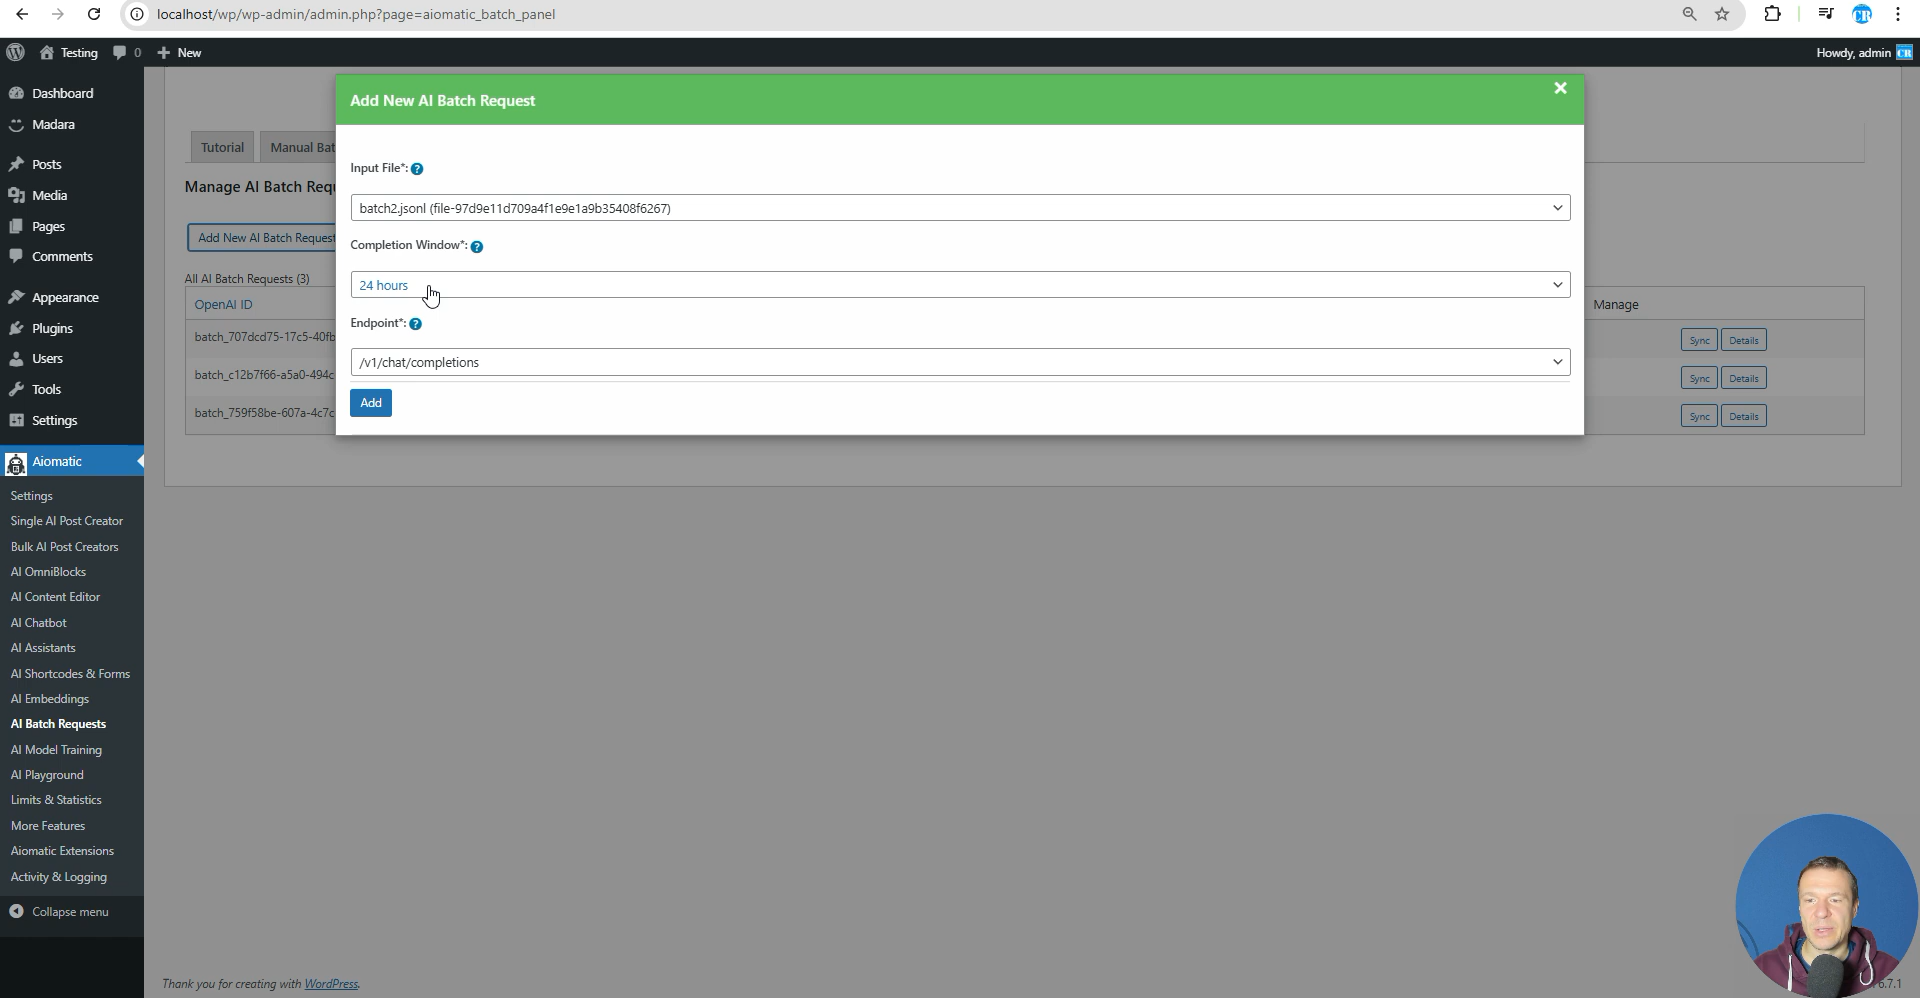 localhost/wp/wp-admin/admin.php?page=aiomatic_batch_panel
Testing
0
New
Howdy, admin
CR
Dashboard
Madara
Posts
Media
Pages
Comments
Appearance
Plugins
Users
Tools
Settings
Aiomatic
Settings
Single AI Post Creator
Bulk AI Post Creators
AI OmniBlocks
AI Content Editor
AI Chatbot
AI Assistants
AI Shortcodes & Forms
AI Embeddings
AI Batch Requests
AI Model Training
AI Playground
Limits & Statistics
More Features
Aiomatic Extensions
Activity & Logging
Collapse menu
Tutorial
Manual Bat
Manage AI Batch Requ
Add New AI Batch Request
All AI Batch Requests (3)
OpenAI ID
Manage
batch_707dcd75-17c5-40fb
Sync
Details
batch_c12b7f66-a5a0-494c
Sync
Details
batch_759f58be-607a-4c7c
Sync
Details
Add New AI Batch Request
Input File*:
batch2.jsonl (file-97d9e11d709a4f1e9e1a9b35408f6267)
Completion Window*:
24 hours
Endpoint*:
/v1/chat/completions
Add
Thank you for creating with WordPress.
6.7.1